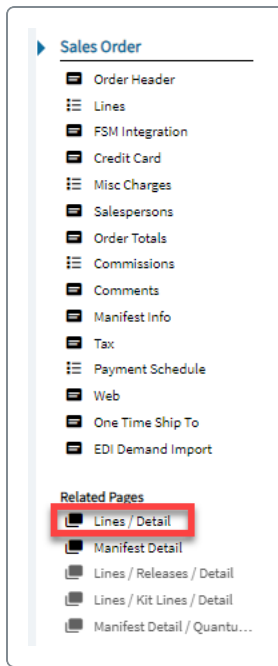 Sales Order
Order Header
Lines
FSM Integration
Credit Card
Misc Charges
Salespersons
Order Totals
Commissions
Comments
Manifest Info
Tax
Payment Schedule
Web
One Time Ship To
EDI Demand Import
Related Pages
Lines / Detail
Manifest Detail
Lines / Releases / Detail
Lines / Kit Lines / Detail
Manifest Detail / Quantu...